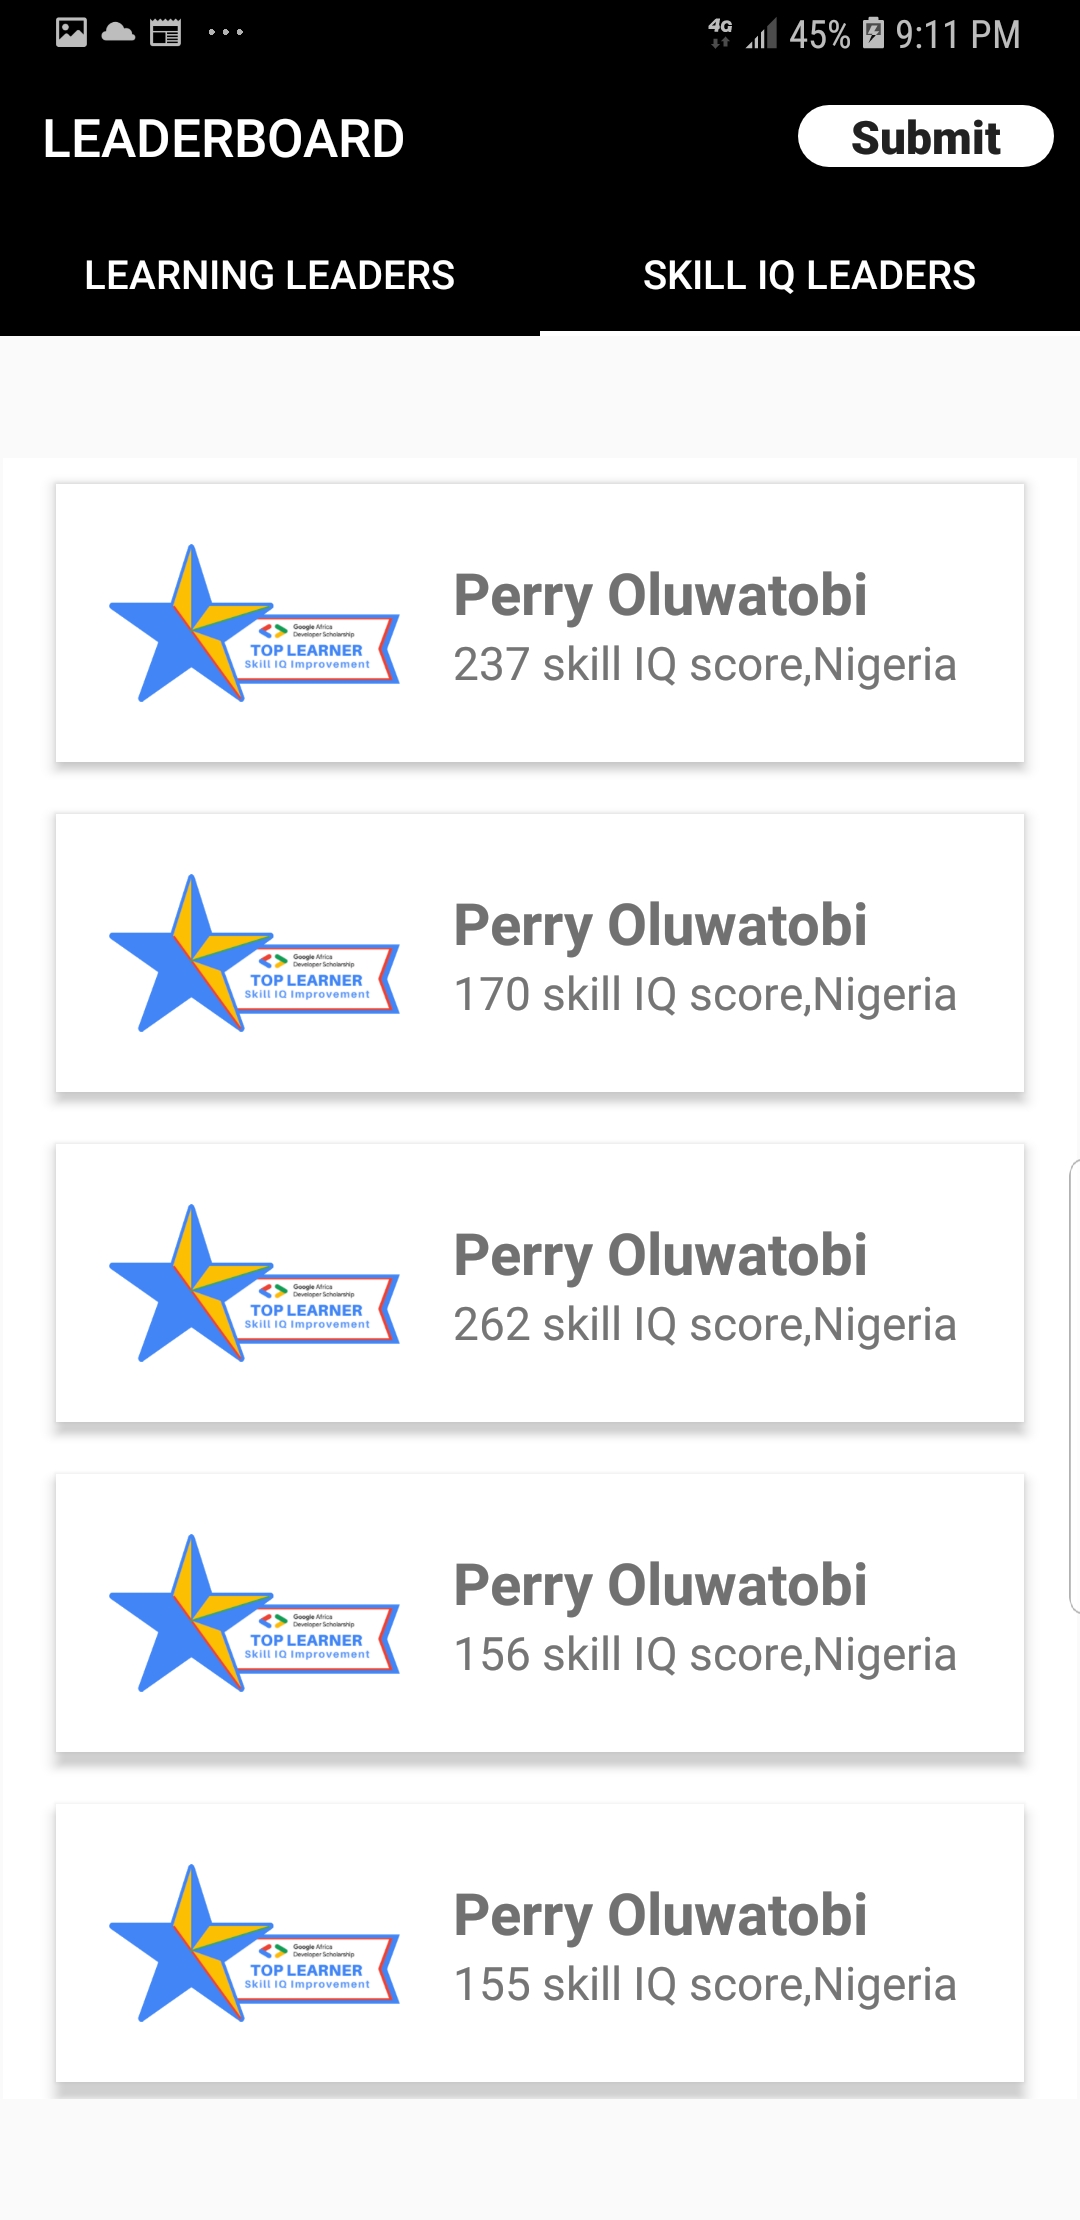 4G 45% 9:11 PM
LEADERBOARD Submit
LEARNING LEADERS SKILL IQ LEADERS
Google Africa
Developer Scholarship
TOP LEARNER
Skill IQ Improvement
Perry Oluwatobi
237 skill IQ score,Nigeria
Google Africa
Developer Scholarship
TOP LEARNER
Skill IQ Improvement
Perry Oluwatobi
170 skill IQ score,Nigeria
Google Africa
Developer Scholarship
TOP LEARNER
Skill IQ Improvement
Perry Oluwatobi
262 skill IQ score,Nigeria
Google Africa
Developer Scholarship
TOP LEARNER
Skill IQ Improvement
Perry Oluwatobi
156 skill IQ score,Nigeria
Google Africa
Developer Scholarship
TOP LEARNER
Skill IQ Improvement
Perry Oluwatobi
155 skill IQ score,Nigeria